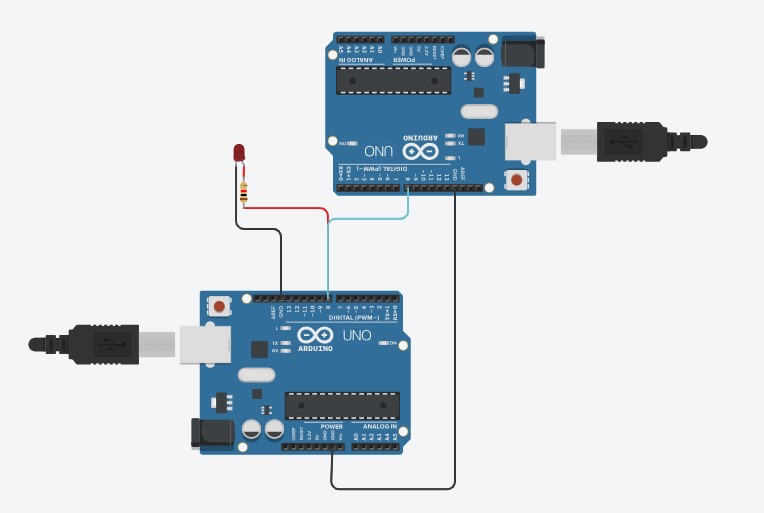 A5
A4
A3
A2
A1
A0
Vin
GND
GND
5V
3.3V
RESET
IOREF
ANALOG IN
POWER
RX
TX
L
ON
UNO
ARDUINO
DIGITAL (PWM~)
RX←0
TX→1
2
~3
4
~5
~6
7
8
~9
~10
~11
12
13
GND
AREF
AREF
GND
13
12
~11
~10
~9
8
7
~6
~5
4
~3
2
TX→1
RX←0
DIGITAL (PWM~)
L
TX
RX
ARDUINO
UNO
ON
POWER
ANALOG IN
IOREF
RESET
3.3V
5V
GND
GND
Vin
A0
A1
A2
A3
A4
A5